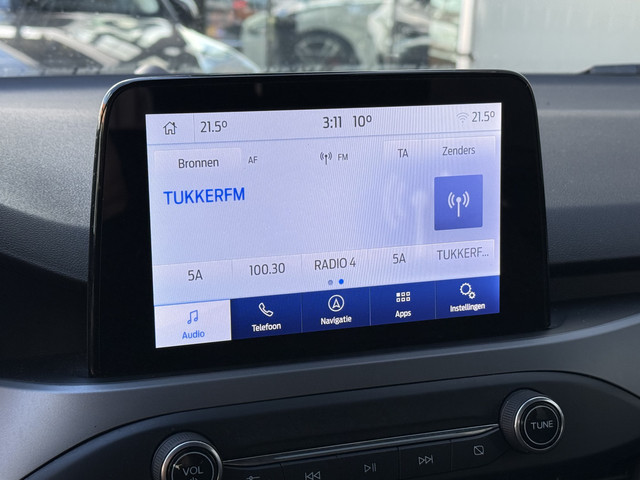 21.5° 3:11 10° 21.5°
Bronnen AF FM TA Zenders
TUKKERFM
5A 100.30 RADIO 4 5A TUKKERF...
Audio Telefoon Navigatie Apps Instellingen
VOL TUNE